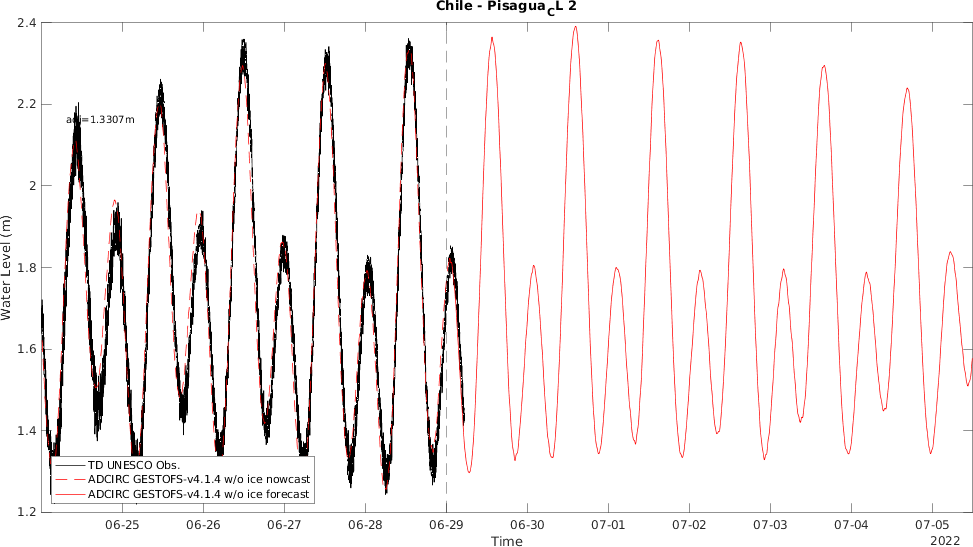 Chile - PisaguaCL 2
2.4
2.2
2
1.8
1.6
1.4
1.2
Water Level (m)
adj=1.3307m
TD UNESCO Obs.
ADCIRC GESTOFS-v4.1.4 w/o ice nowcast
ADCIRC GESTOFS-v4.1.4 w/o ice forecast
06-25 06-26 06-27 06-28 06-29 06-30 07-01 07-02 07-03 07-04 07-05
Time
2022